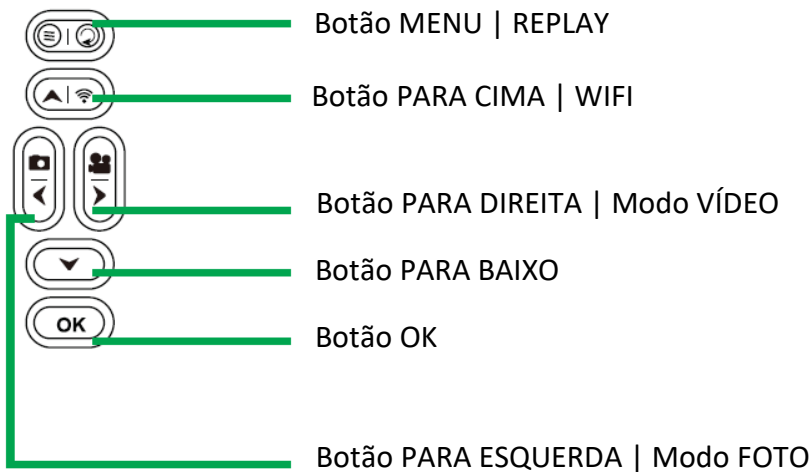 Botão MENU | REPLAY
Botão PARA CIMA | WIFI
Botão PARA DIREITA | Modo VÍDEO
Botão PARA BAIXO
OK
Botão OK
Botão PARA ESQUERDA | Modo FOTO